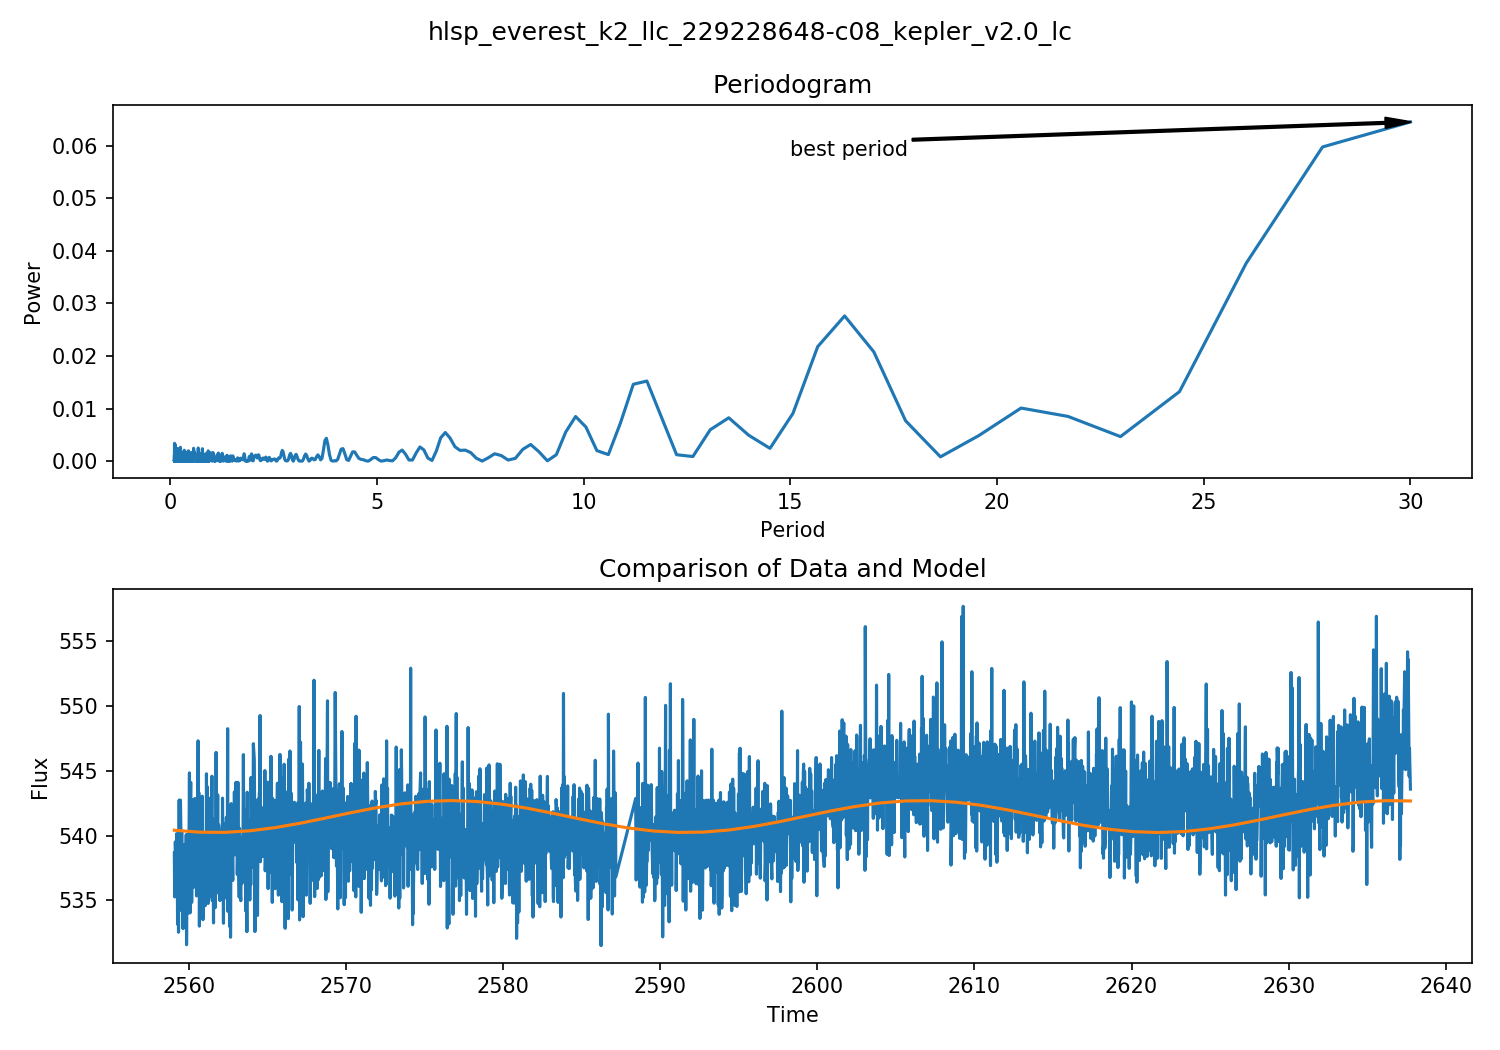 hlsp_everest_k2_llc_229228648-c08_kepler_v2.0_lc
Periodogram
0.06
0.05
0.04
0.03
0.02
0.01
0.00
Power
best period
0 5 10 15 20 25 30
Period
Comparison of Data and Model
555
550
545
540
535
Flux
2560 2570 2580 2590 2600 2610 2620 2630 2640
Time